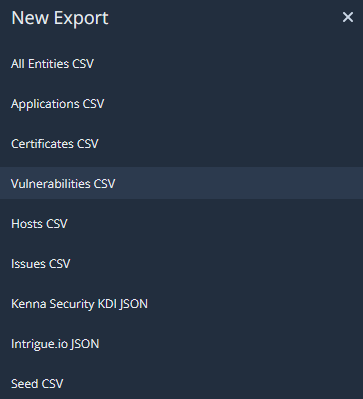 New Export
All Entities CSV
Applications CSV
Certificates CSV
Vulnerabilities CSV
Hosts CSV
Issues CSV
Kenna Security KDI JSON
Intrigue.io JSON
Seed CSV